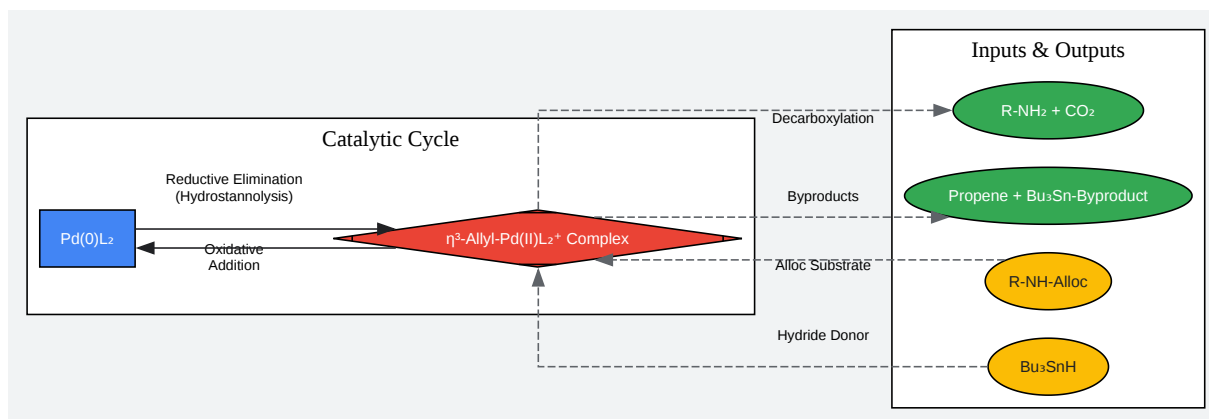 Inputs & Outputs
R-NH₂ + CO₂
Decarboxylation
Catalytic Cycle
Reductive Elimination
(Hydrostannolysis)
Byproducts
Propene + Bu₃Sn-Byproduct
Pd(0)L₂
η³-Allyl-Pd(II)L₂⁺ Complex
Oxidative
Addition
Alloc Substrate
R-NH-Alloc
Hydride Donor
Bu₃SnH